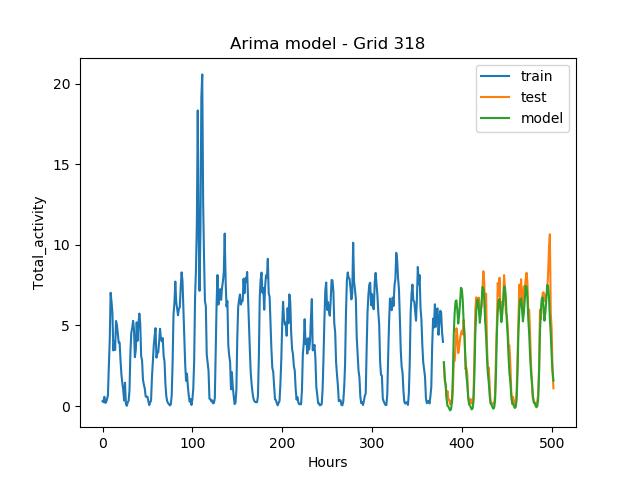 Arima model - Grid 318
train
test
model
Total_activity
20
15
10
5
0
0 100 200 300 400 500
Hours